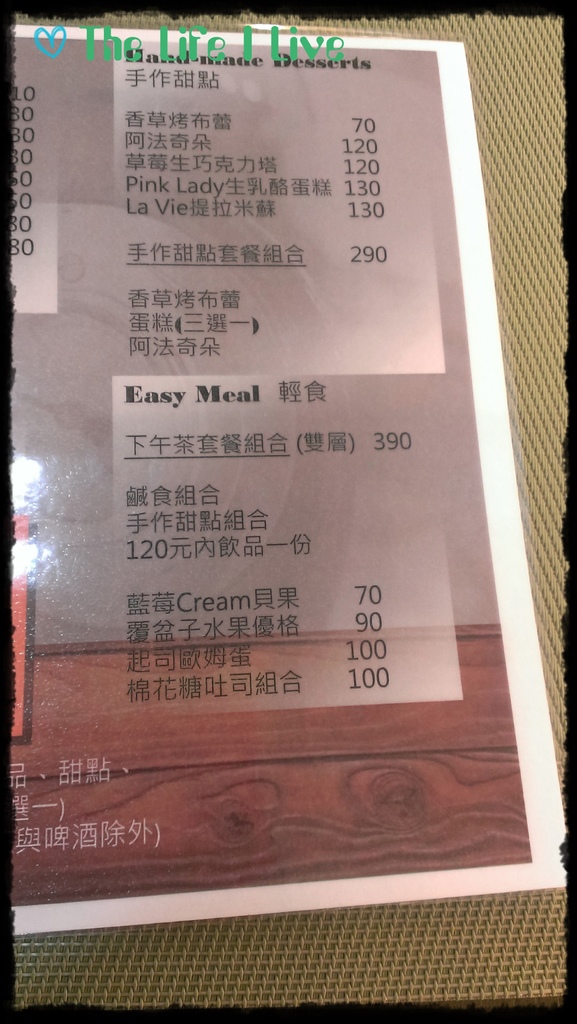 The Life I Live
Hand-made Desserts
手作甜點
香草烤布蕾 70
阿法奇朵 120
草莓生巧克力塔 120
Pink Lady生乳酪蛋糕 130
La Vie提拉米蘇 130
手作甜點套餐組合 290
香草烤布蕾
蛋糕(三選一)
阿法奇朵
Easy Meal 輕食
下午茶套餐組合 (雙層) 390
鹹食組合
手作甜點組合
120元內飲品一份
藍莓Cream貝果 70
覆盆子水果優格 90
起司歐姆蛋 100
棉花糖吐司組合 100
品、甜點、
選一)
與啤酒除外)